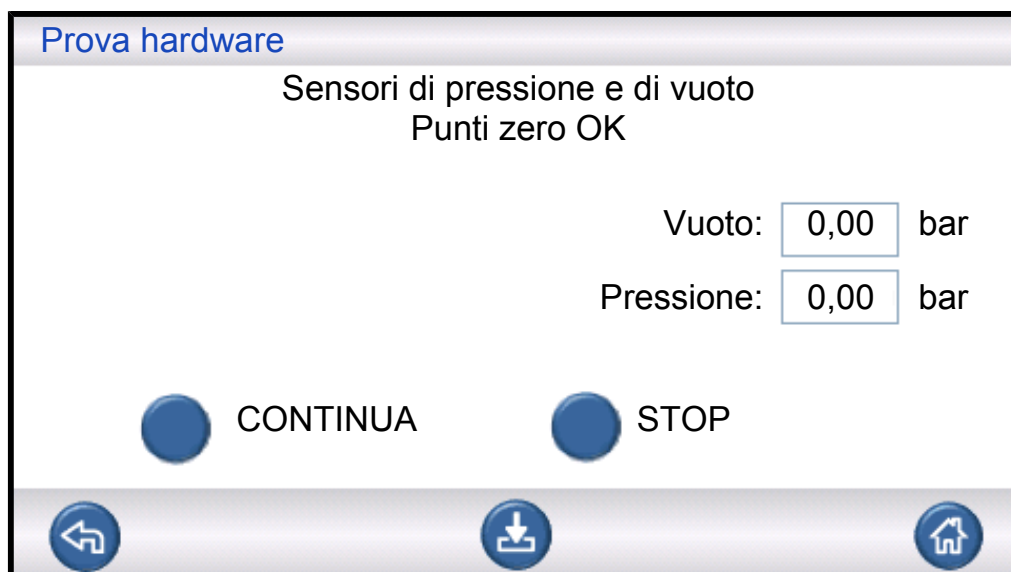 Prova hardware
Sensori di pressione e di vuoto
Punti zero OK
Vuoto: 0,00 bar
Pressione: 0,00 bar
CONTINUA STOP